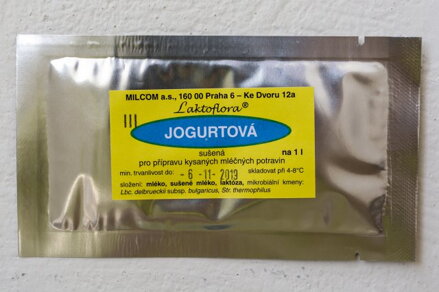 MILCOM a.s., 160 00 Praha 6 – Ke Dvoru 12a
Laktoflora®
JOGURTOVÁ
sušená
na 1 l
pro přípravu kysaných mléčných potravin
min. trvanlivost do: - 6 -11- 2019 skladovat při 4-8°C
složení: mléko, sušené mléko, laktóza, mikrobiální kmeny:
Lbc. delbrueckii subsp. bulgaricus, Str. thermophilus